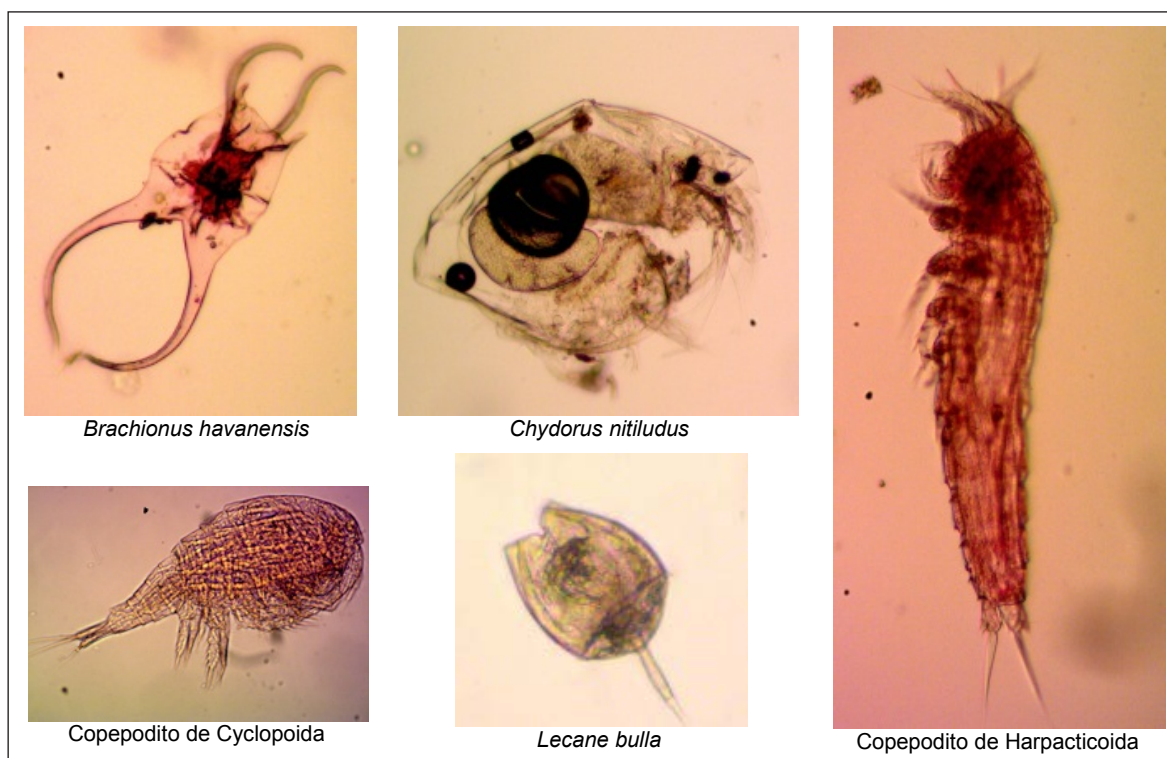 Brachionus havanensis
Chydorus nitiludus
Copepodito de Cyclopoida
Lecane bulla
Copepodito de Harpacticoida